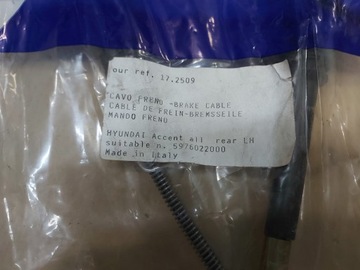 our ref. 17.2509
CAVO FRENO -BRAKE CABLE
CABLE DE FREIN-BREMSSEILE
MANDO FRENO
HYUNDAI Accent all rear LH
suitable n. 5976022000
Made in Italy